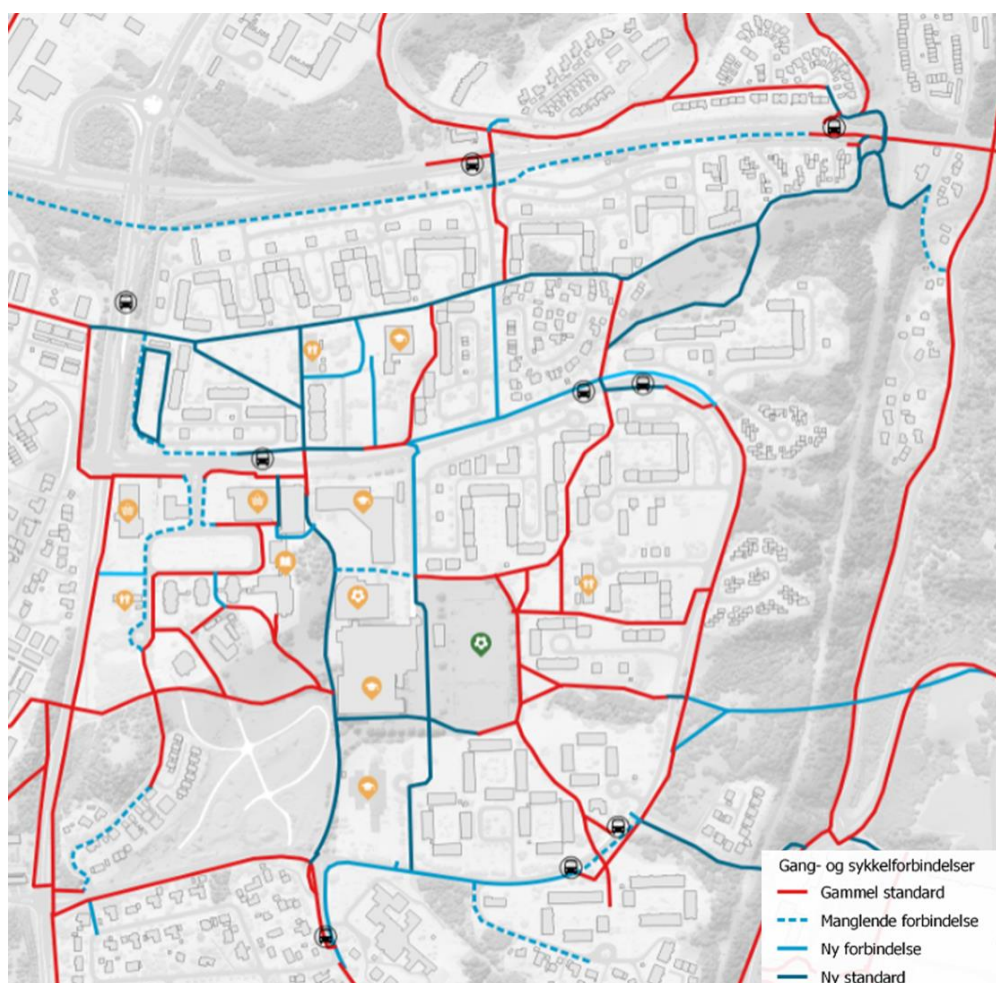 Gang- og sykkelforbindelser
Gammel standard
Manglende forbindelse
Ny forbindelse
Ny standard